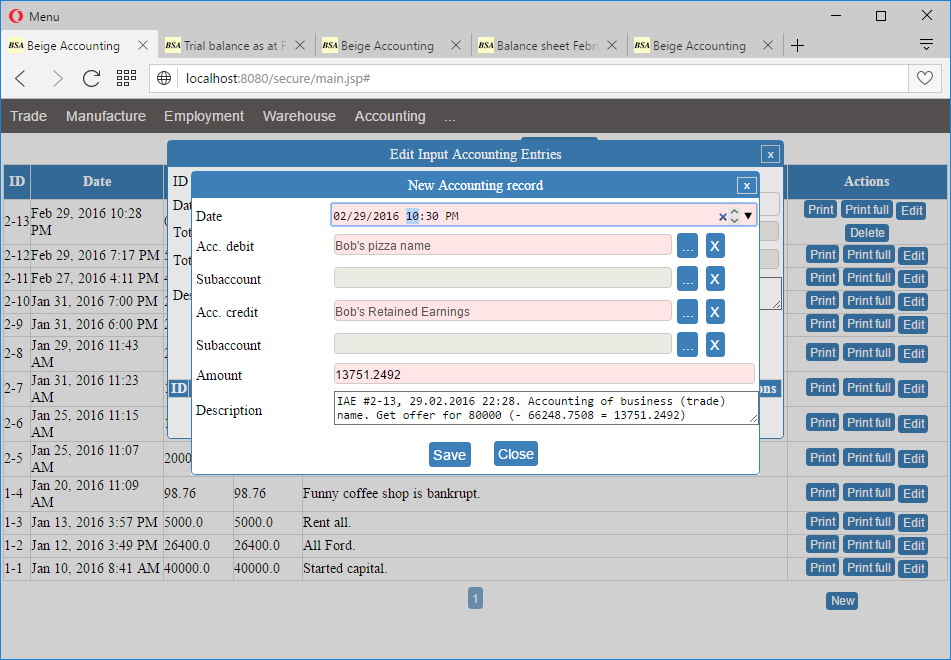 Menu
BSA Beige Accounting
BSA Trial balance as at F
BSA Beige Accounting
BSA Balance sheet Febru
BSA Beige Accounting
localhost:8080/secure/main.jsp#
Trade Manufacture Employment Warehouse Accounting ...
Edit Input Accounting Entries x
New Accounting record x
Date 02/29/2016 10:30 PM
Acc. debit Bob's pizza name ... X
Subaccount ... X
Acc. credit Bob's Retained Earnings ... X
Subaccount ... X
Amount 13751.2492
Description IAE #2-13, 29.02.2016 22:28. Accounting of business (trade)
name. Get offer for 80000 (- 66248.7508 = 13751.2492)
Save Close
ID
Dat
Tot
Tot
Des
ID ons
ID Date Actions
2-13 Feb 29, 2016 10:28 PM Print Print full Edit
Delete
2-12 Feb 29, 2016 7:17 PM Print Print full Edit
2-11 Feb 27, 2016 4:11 PM Print Print full Edit
2-10 Jan 31, 2016 7:00 PM Print Print full Edit
2-9 Jan 31, 2016 6:00 PM Print Print full Edit
2-8 Jan 29, 2016 11:43 AM Print Print full Edit
2-7 Jan 31, 2016 11:23 AM Print Print full Edit
2-6 Jan 25, 2016 11:15 AM Print Print full Edit
2-5 Jan 25, 2016 11:07 AM 2000 Print Print full Edit
1-4 Jan 20, 2016 11:09 AM 98.76 98.76 Funny coffee shop is bankrupt. Print Print full Edit
1-3 Jan 13, 2016 3:57 PM 5000.0 5000.0 Rent all. Print Print full Edit
1-2 Jan 12, 2016 3:49 PM 26400.0 26400.0 All Ford. Print Print full Edit
1-1 Jan 10, 2016 8:41 AM 40000.0 40000.0 Started capital. Print Print full Edit
1 New